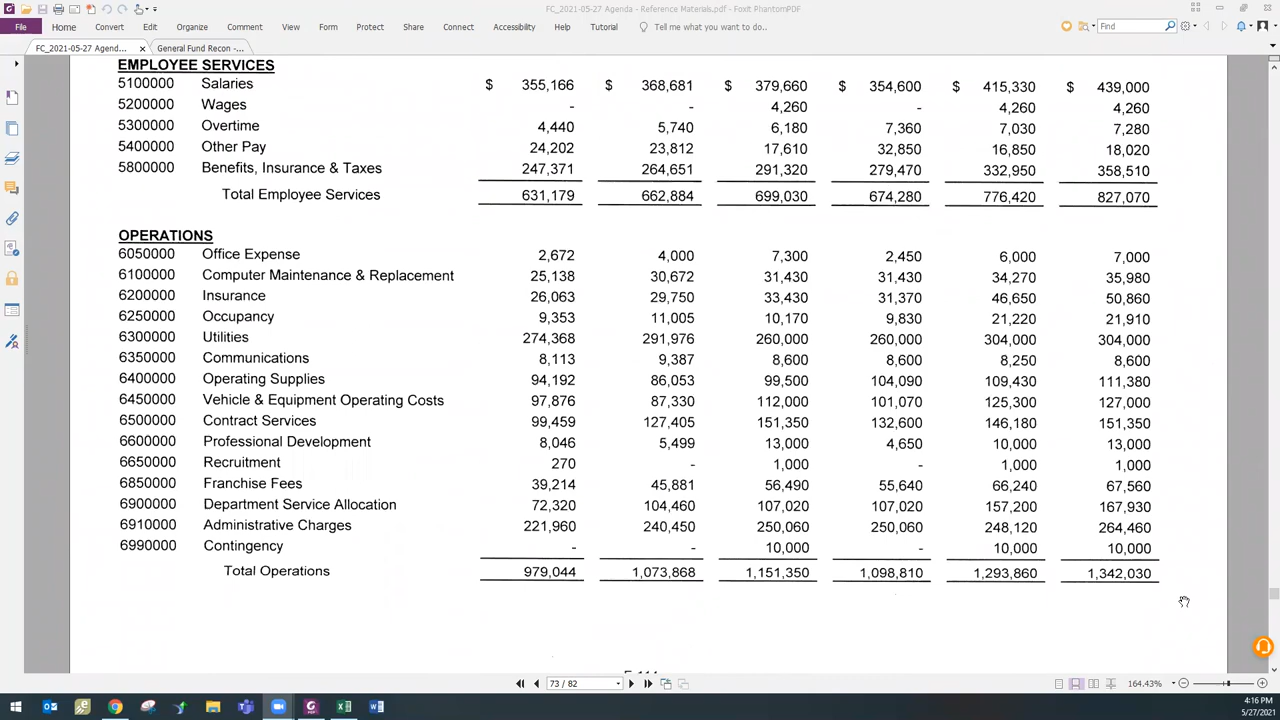 FC_2021-05-27 Agenda - Reference Materials.pdf - Foxit PhantomPDF
File Home Convert Edit Organize Comment View Form Protect Share Connect Accessibility Help Tutorial Tell me what you want to do... Find
FC_2021-05-27 Agend... General Fund Recon -...
EMPLOYEE SERVICES
5100000 Salaries $ 355,166 $ 368,681 $ 379,660 $ 354,600 $ 415,330 $ 439,000
5200000 Wages - - 4,260 - 4,260 4,260
5300000 Overtime 4,440 5,740 6,180 7,360 7,030 7,280
5400000 Other Pay 24,202 23,812 17,610 32,850 16,850 18,020
5800000 Benefits, Insurance & Taxes 247,371 264,651 291,320 279,470 332,950 358,510
Total Employee Services 631,179 662,884 699,030 674,280 776,420 827,070
OPERATIONS
6050000 Office Expense 2,672 4,000 7,300 2,450 6,000 7,000
6100000 Computer Maintenance & Replacement 25,138 30,672 31,430 31,430 34,270 35,980
6200000 Insurance 26,063 29,750 33,430 31,370 46,650 50,860
6250000 Occupancy 9,353 11,005 10,170 9,830 21,220 21,910
6300000 Utilities 274,368 291,976 260,000 260,000 304,000 304,000
6350000 Communications 8,113 9,387 8,600 8,600 8,250 8,600
6400000 Operating Supplies 94,192 86,053 99,500 104,090 109,430 111,380
6450000 Vehicle & Equipment Operating Costs 97,876 87,330 112,000 101,070 125,300 127,000
6500000 Contract Services 99,459 127,405 151,350 132,600 146,180 151,350
6600000 Professional Development 8,046 5,499 13,000 4,650 10,000 13,000
6650000 Recruitment 270 - 1,000 - 1,000 1,000
6850000 Franchise Fees 39,214 45,881 56,490 55,640 66,240 67,560
6900000 Department Service Allocation 72,320 104,460 107,020 107,020 157,200 167,930
6910000 Administrative Charges 221,960 240,450 250,060 250,060 248,120 264,460
6990000 Contingency - - 10,000 - 10,000 10,000
Total Operations 979,044 1,073,868 1,151,350 1,098,810 1,293,860 1,342,030
73 / 82 164.43%
4:16 PM
5/27/2021